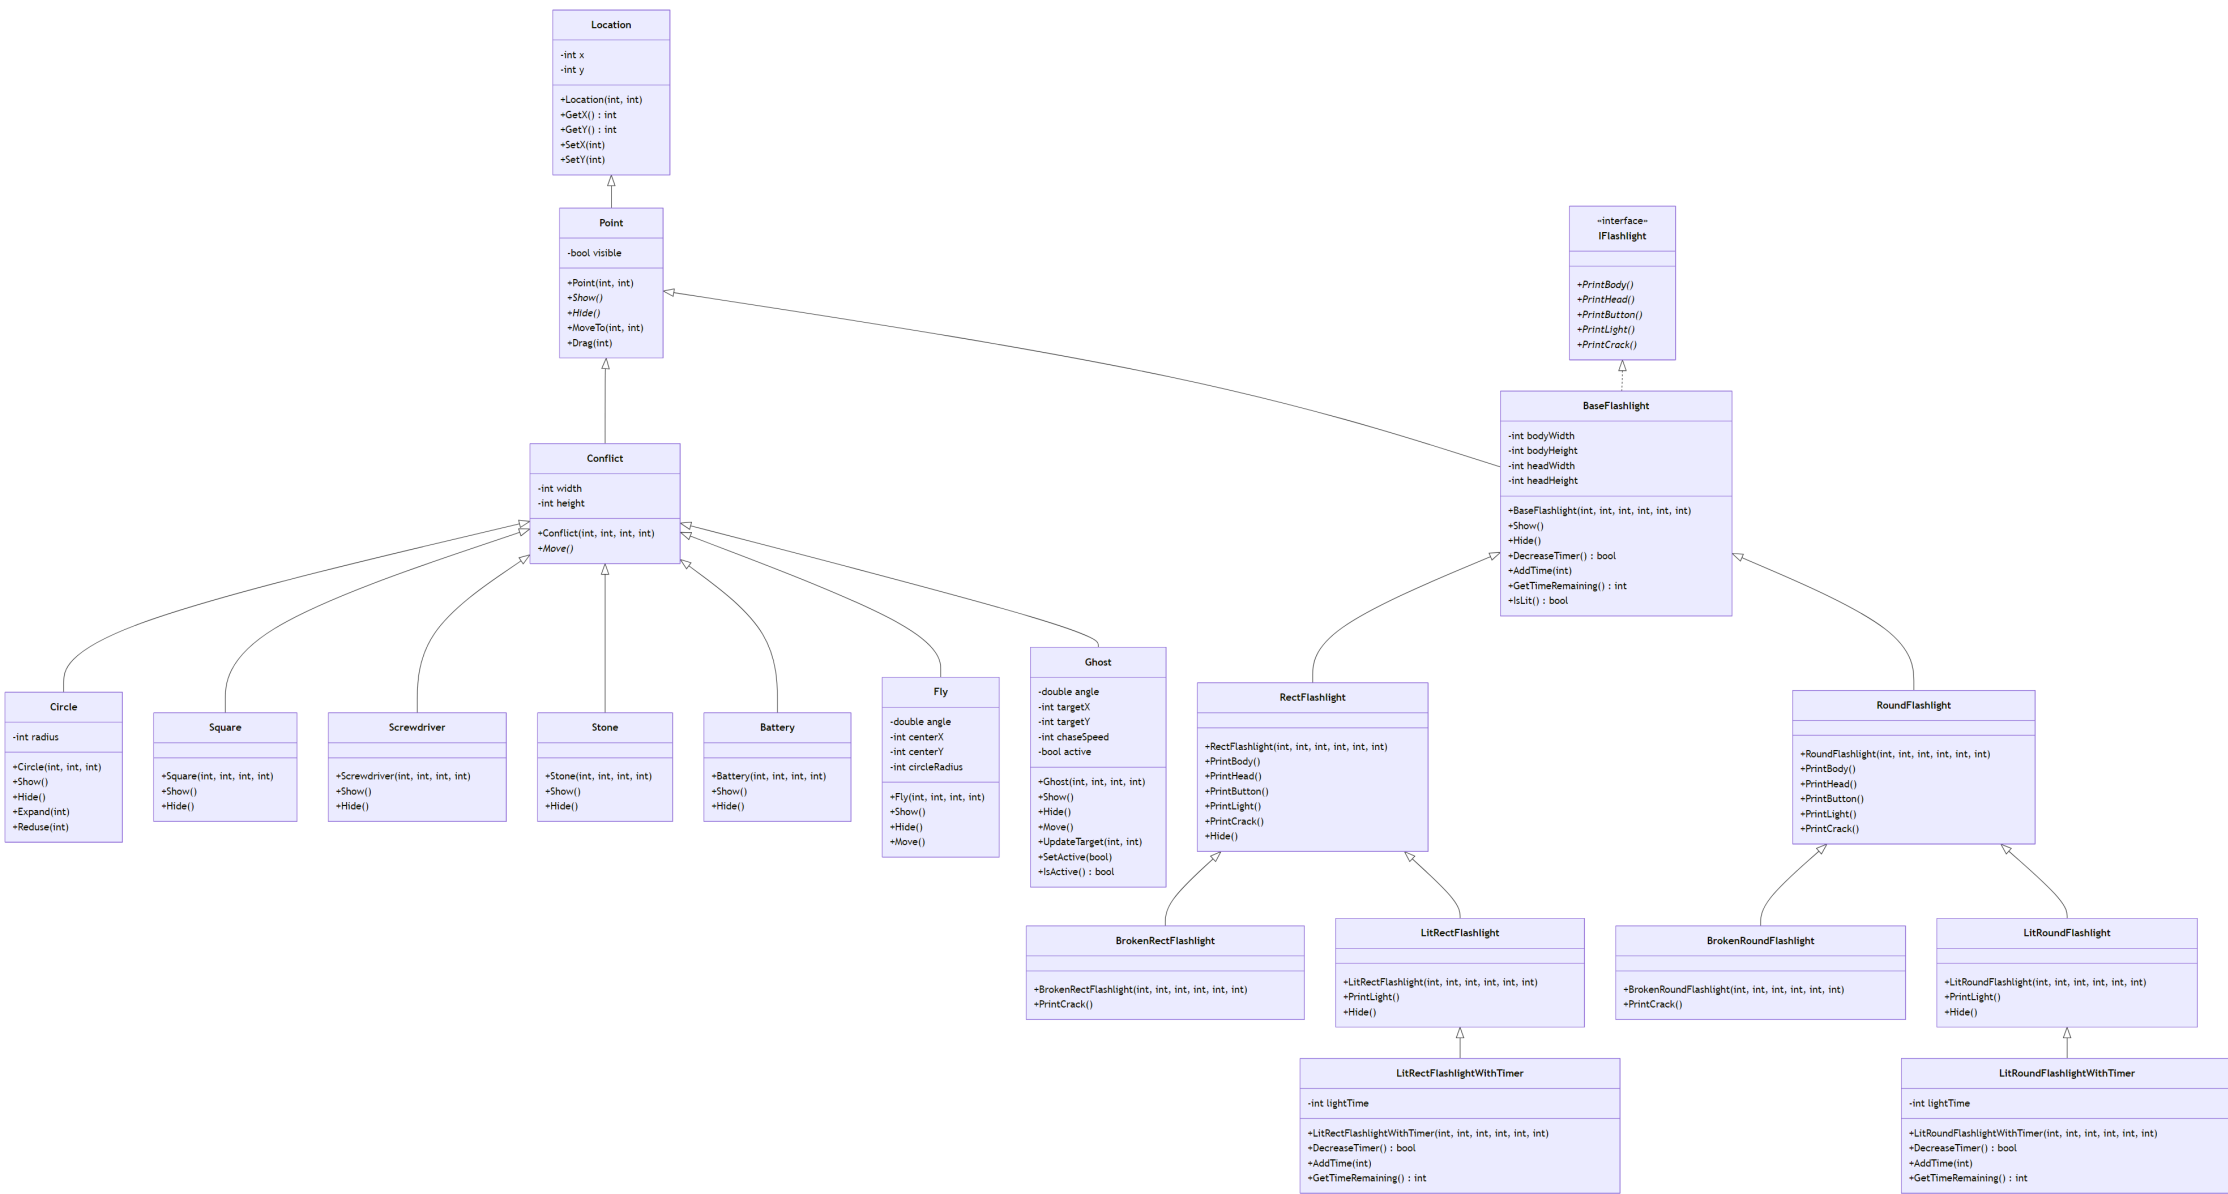 Location
-int x
-int y
+Location(int, int)
+GetX() : int
+GetY() : int
+SetX(int)
+SetY(int)
Point
-bool visible
+Point(int, int)
+Show()
+Hide()
+MoveTo(int, int)
+Drag(int)
«interface»
IFlashlight
+PrintBody()
+PrintHead()
+PrintButton()
+PrintLight()
+PrintCrack()
BaseFlashlight
-int bodyWidth
-int bodyHeight
-int headWidth
-int headHeight
+BaseFlashlight(int, int, int, int, int, int)
+Show()
+Hide()
+DecreaseTimer() : bool
+AddTime(int)
+GetTimeRemaining() : int
+IsLit() : bool
Conflict
-int width
-int height
+Conflict(int, int, int, int)
+Move()
Circle
-int radius
+Circle(int, int, int)
+Show()
+Hide()
+Expand(int)
+Reduse(int)
Square
+Square(int, int, int, int)
+Show()
+Hide()
Screwdriver
+Screwdriver(int, int, int, int)
+Show()
+Hide()
Stone
+Stone(int, int, int, int)
+Show()
+Hide()
Battery
+Battery(int, int, int, int)
+Show()
+Hide()
Fly
-double angle
-int centerX
-int centerY
-int circleRadius
+Fly(int, int, int, int)
+Show()
+Hide()
+Move()
Ghost
-double angle
-int targetX
-int targetY
-int chaseSpeed
-bool active
+Ghost(int, int, int, int)
+Show()
+Hide()
+Move()
+UpdateTarget(int, int)
+SetActive(bool)
+IsActive() : bool
RectFlashlight
+RectFlashlight(int, int, int, int, int, int)
+PrintBody()
+PrintHead()
+PrintButton()
+PrintLight()
+PrintCrack()
+Hide()
RoundFlashlight
+RoundFlashlight(int, int, int, int, int, int)
+PrintBody()
+PrintHead()
+PrintButton()
+PrintLight()
+PrintCrack()
BrokenRectFlashlight
+BrokenRectFlashlight(int, int, int, int, int, int)
+PrintCrack()
LitRectFlashlight
+LitRectFlashlight(int, int, int, int, int, int)
+PrintLight()
+Hide()
BrokenRoundFlashlight
+BrokenRoundFlashlight(int, int, int, int, int, int)
+PrintCrack()
LitRoundFlashlight
+LitRoundFlashlight(int, int, int, int, int, int)
+PrintLight()
+Hide()
LitRectFlashlightWithTimer
-int lightTime
+LitRectFlashlightWithTimer(int, int, int, int, int, int)
+DecreaseTimer() : bool
+AddTime(int)
+GetTimeRemaining() : int
LitRoundFlashlightWithTimer
-int lightTime
+LitRoundFlashlightWithTimer(int, int, int, int, int, int)
+DecreaseTimer() : bool
+AddTime(int)
+GetTimeRemaining() : int